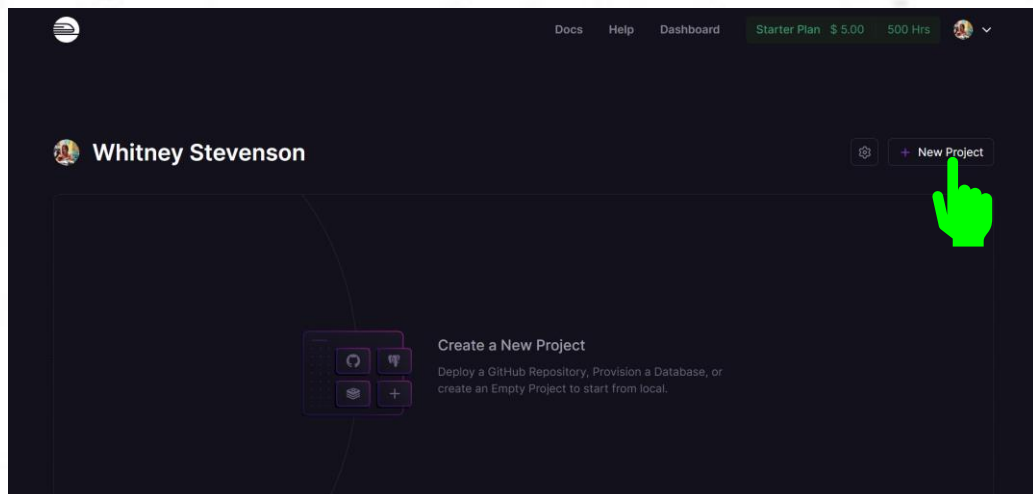 Docs Help Dashboard Starter Plan $ 5.00 500 Hrs
Whitney Stevenson
+ New Project
Create a New Project
Deploy a GitHub Repository, Provision a Database, or
create an Empty Project to start from local.